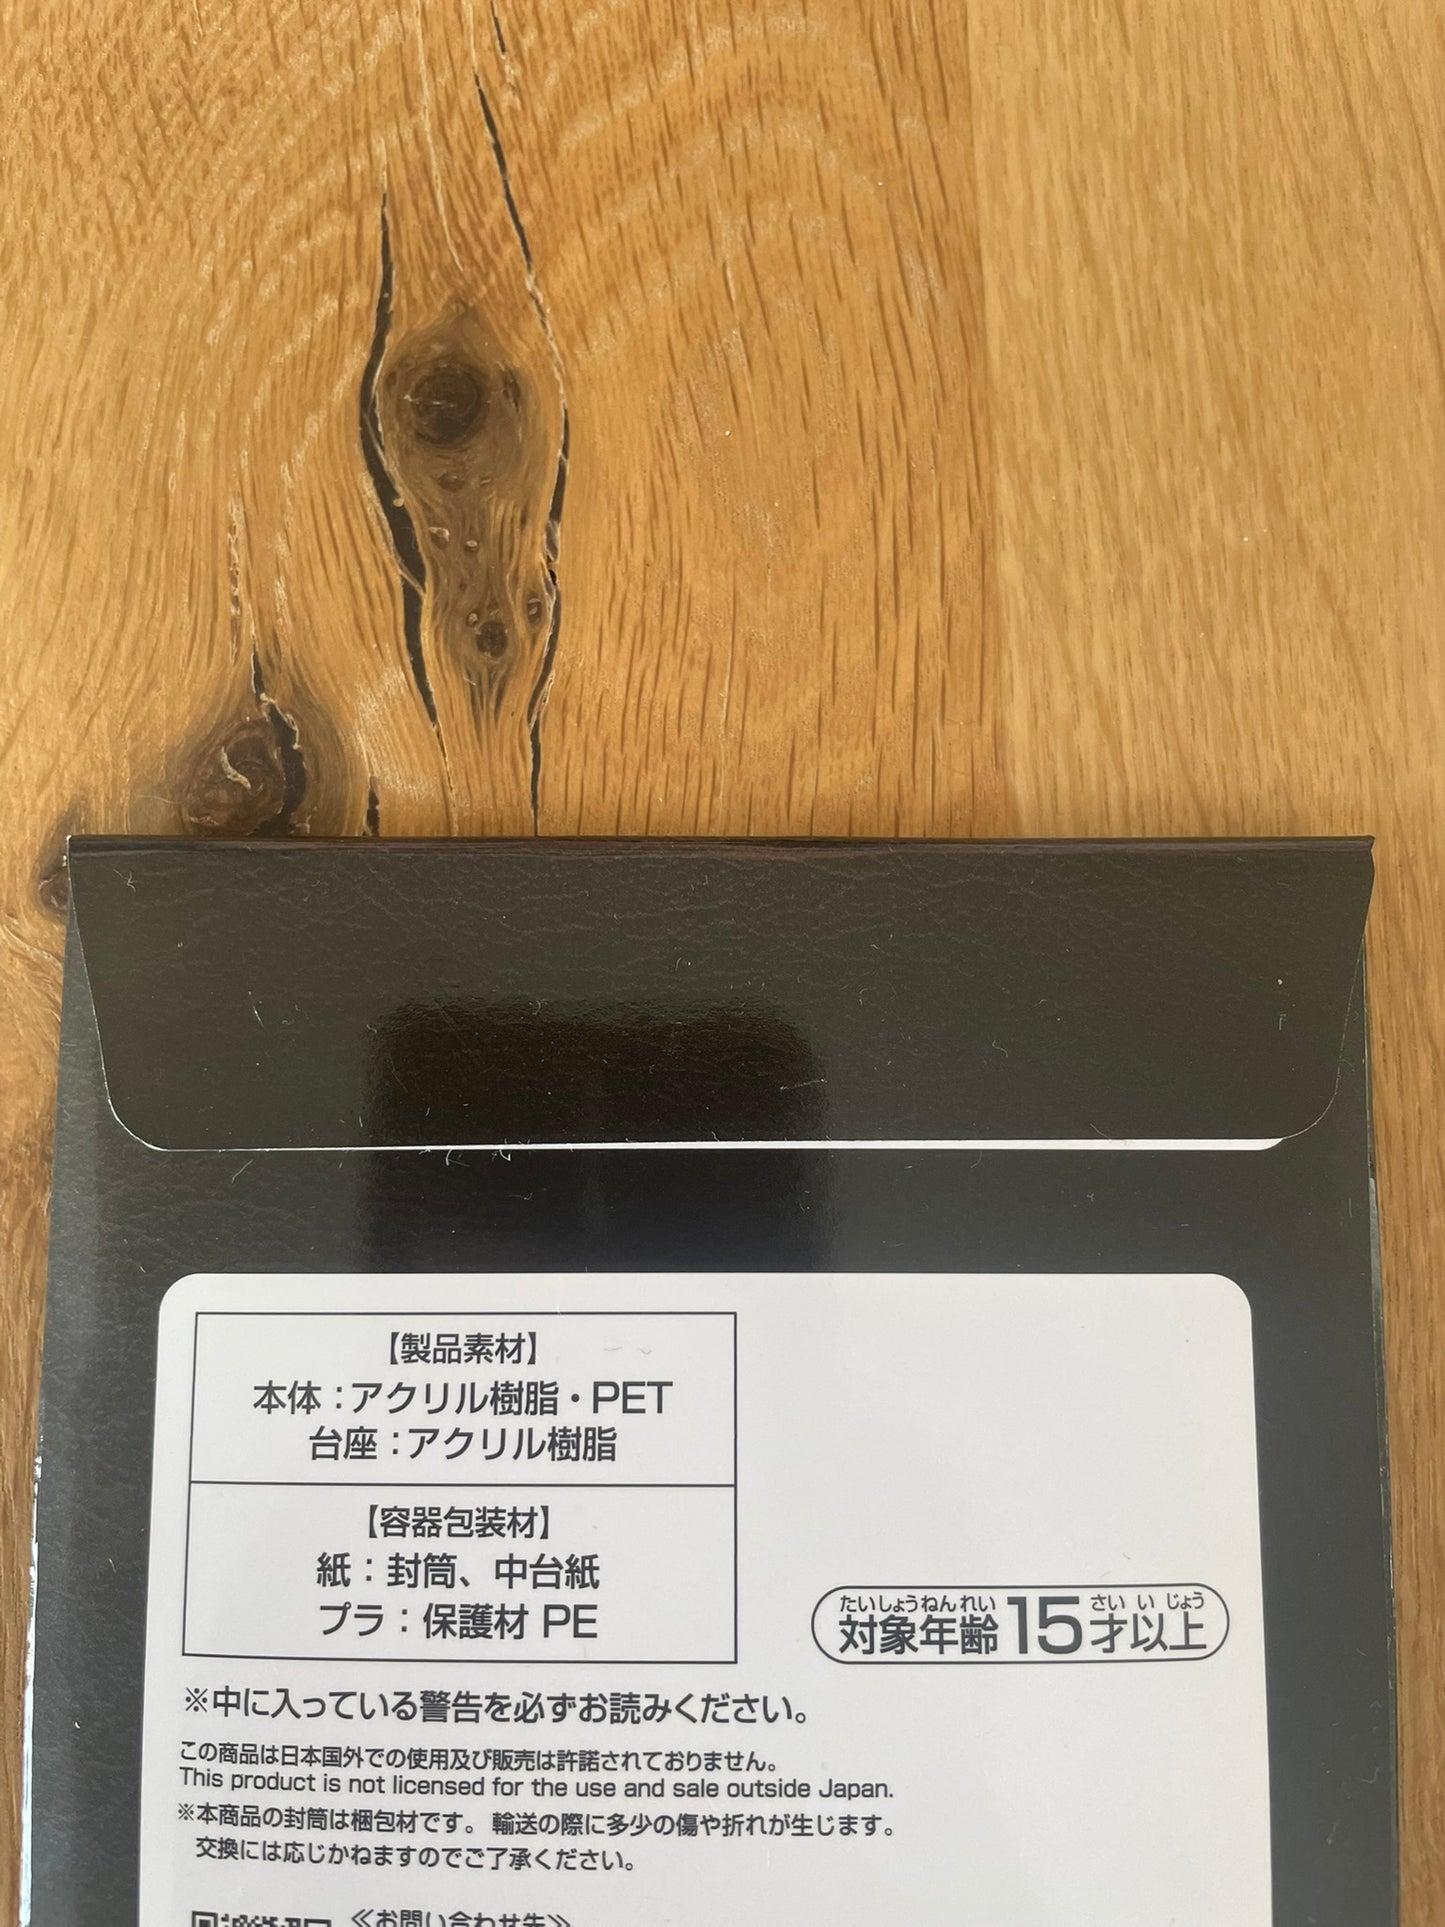 【製品素材】
本体：アクリル樹脂・PET
台座：アクリル樹脂
【容器包装材】
紙：封筒、中台紙
プラ：保護材 PE
たいしょうねんれい さい い じょう
対象年齢15才以上
※中に入っている警告を必ずお読みください。
この商品は日本国外での使用及び販売は許諾されておりません。
This product is not licensed for the use and sale outside Japan.
※本商品の封筒は梱包材です。輸送の際に多少の傷や折れが生じます。
交換には応じかねますのでご了承ください。
≪お問い合わせ先≫